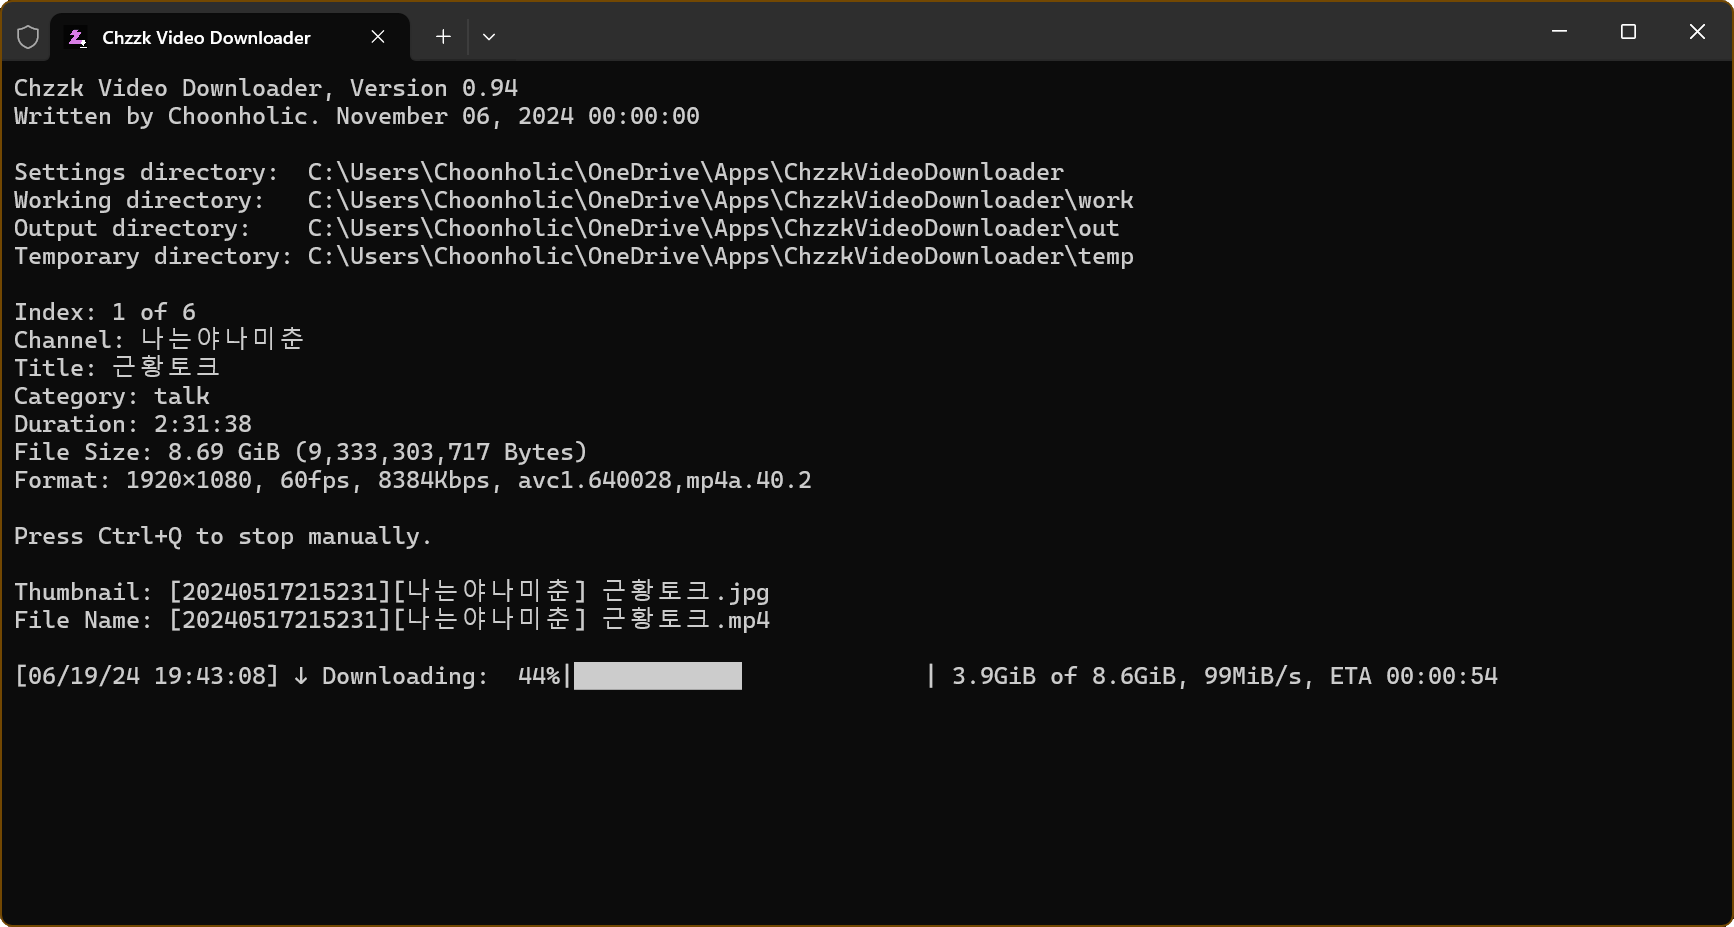 Chzzk Video Downloader
Chzzk Video Downloader, Version 0.94
Written by Choonholic. November 06, 2024 00:00:00
Settings directory:  C:\Users\Choonholic\OneDrive\Apps\ChzzkVideoDownloader
Working directory:   C:\Users\Choonholic\OneDrive\Apps\ChzzkVideoDownloader\work
Output directory:    C:\Users\Choonholic\OneDrive\Apps\ChzzkVideoDownloader\out
Temporary directory: C:\Users\Choonholic\OneDrive\Apps\ChzzkVideoDownloader\temp
Index: 1 of 6
Channel: 나는야나미춘
Title: 근황토크
Category: talk
Duration: 2:31:38
File Size: 8.69 GiB (9,333,303,717 Bytes)
Format: 1920×1080, 60fps, 8384Kbps, avc1.640028,mp4a.40.2
Press Ctrl+Q to stop manually.
Thumbnail: [20240517215231][나는야나미춘] 근황토크.jpg
File Name: [20240517215231][나는야나미춘] 근황토크.mp4
[06/19/24 19:43:08] ↓ Downloading:  44%| | 3.9GiB of 8.6GiB, 99MiB/s, ETA 00:00:54